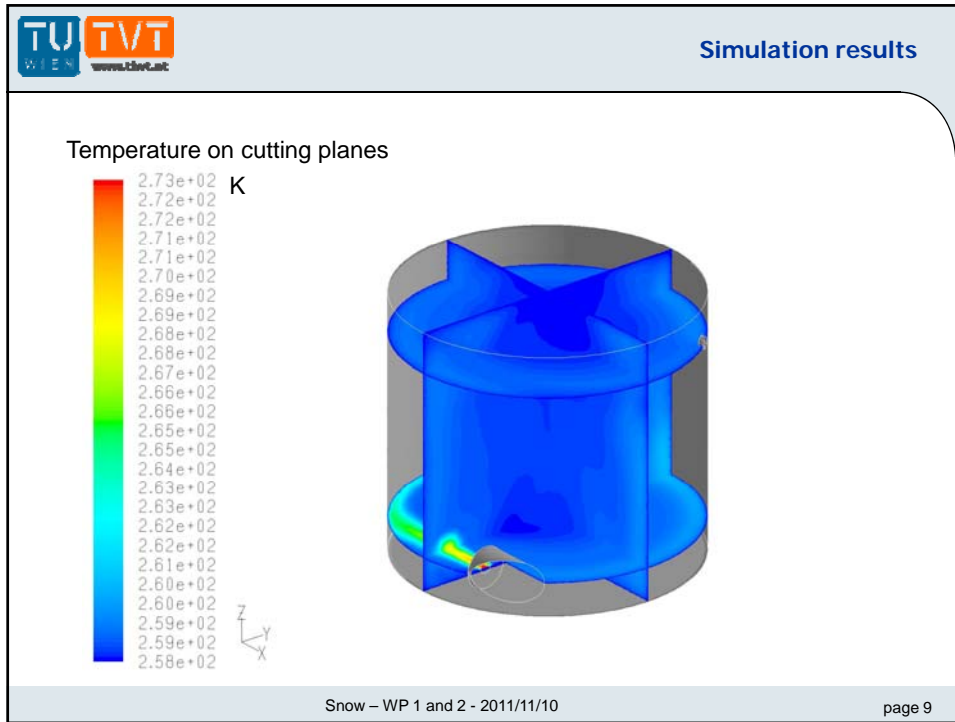 TU
WIEN
TVT
www.thvt.at
Simulation results
Temperature on cutting planes
K
2.73e+02
2.72e+02
2.72e+02
2.71e+02
2.71e+02
2.70e+02
2.69e+02
2.69e+02
2.68e+02
2.68e+02
2.67e+02
2.66e+02
2.66e+02
2.65e+02
2.65e+02
2.64e+02
2.63e+02
2.63e+02
2.62e+02
2.62e+02
2.61e+02
2.60e+02
2.60e+02
2.59e+02
2.59e+02
2.58e+02
Z
Y
X
Snow – WP 1 and 2 - 2011/11/10
page 9